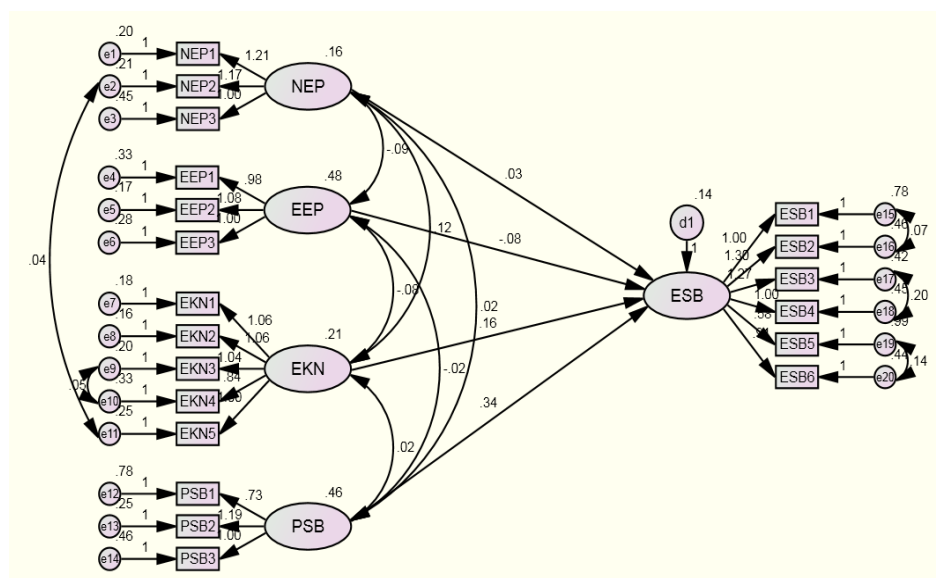 .20
e1 1 NEP1 1.21 .16
.21
e2 1 NEP2 1.17 NEP
.45
e3 1 NEP3 1.00
-.09
.33
e4 1 EEP1 .98 .48
.17
e5 1 EEP2 1.08 EEP
.28
e6 1 EEP3 1.00
.03
-.08
.12
.04
-.08
.18
e7 1 EKN1 1.06 .21
.16
e8 1 EKN2 1.06
.20
e9 1 EKN3 1.04 EKN
.05
.33
e10 1 EKN4 .84
.25
e11 1 EKN5
.02
.16
-.02
.34
.02
.78
e12 1 PSB1 .73 .46
.25
e13 1 PSB2 1.19 PSB
.46
e14 1 PSB3 1.00
.14
d1
1
ESB
1.00 ESB1 1 e15 .78
1.30 ESB2 1 e16 .46
.07
1.27 ESB3 1 e17 .42
.20
1.00 ESB4 1 e18 .45
ESB5 1 e19 .99
.14
ESB6 1 e20 .44